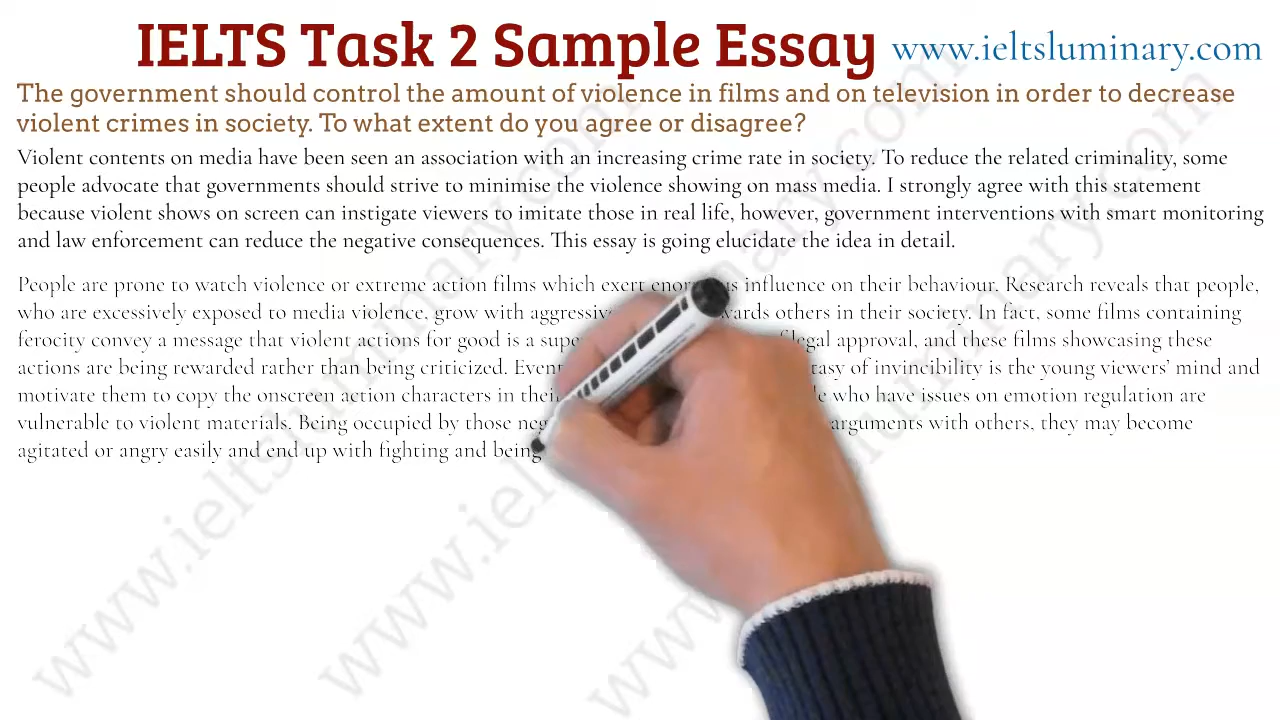 IELTS Task 2 Sample Essay www.ieltsluminary.com
The government should control the amount of violence in films and on television in order to decrease
violent crimes in society. To what extent do you agree or disagree?
Violent contents on media have been seen an association with an increasing crime rate in society. To reduce the related criminality, some
people advocate that governments should strive to minimise the violence showing on mass media. I strongly agree with this statement
because violent shows on screen can instigate viewers to imitate those in real life, however, government interventions with smart monitoring
and law enforcement can reduce the negative consequences. This essay is going elucidate the idea in detail.
People are prone to watch violence or extreme action films which exert influence on their behaviour. Research reveals that people,
who are excessively exposed to media violence, grow with others in their society. In fact, some films containing
ferocity convey a message that violent actions for good is a legal approval, and these films showcasing these
actions are being rewarded rather than being criticized. of invincibility is the young viewers' mind and
motivate them to copy the onscreen action characters in their who have issues on emotion regulation are
vulnerable to violent materials. Being occupied by those arguments with others, they may become
agitated or angry easily and end up with fighting and being
www.ieltsluminary.com
www.ieltsluminary.com
www.ieltsluminary.com